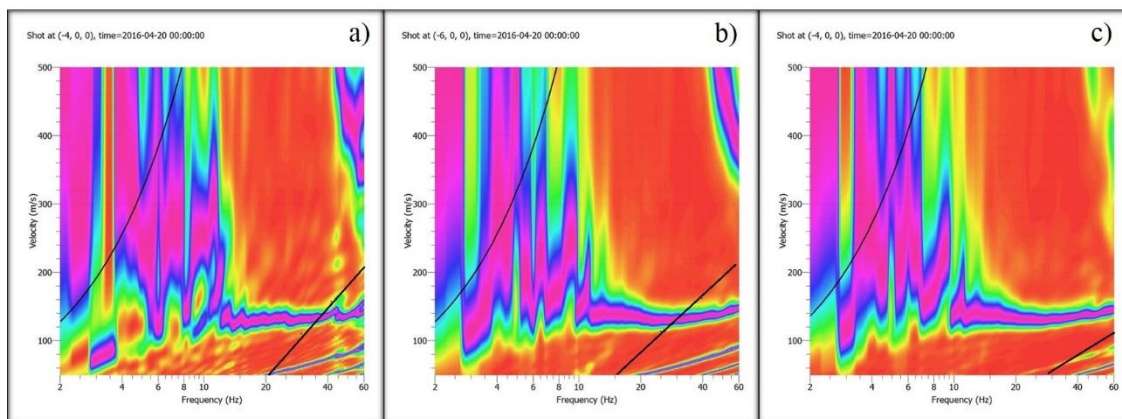 Shot at (-4, 0, 0), time=2016-04-20 00:00:00
a)
500
400
300
200
100
Velocity (m/s)
2 4 6 8 10 20 40 60
Frequency (Hz)
Shot at (-6, 0, 0), time=2016-04-20 00:00:00
b)
500
400
300
200
100
Velocity (m/s)
2 4 6 8 10 20 40 60
Frequency (Hz)
Shot at (-4, 0, 0), time=2016-04-20 00:00:00
c)
500
400
300
200
100
Velocity (m/s)
2 4 6 8 10 20 40 60
Frequency (Hz)